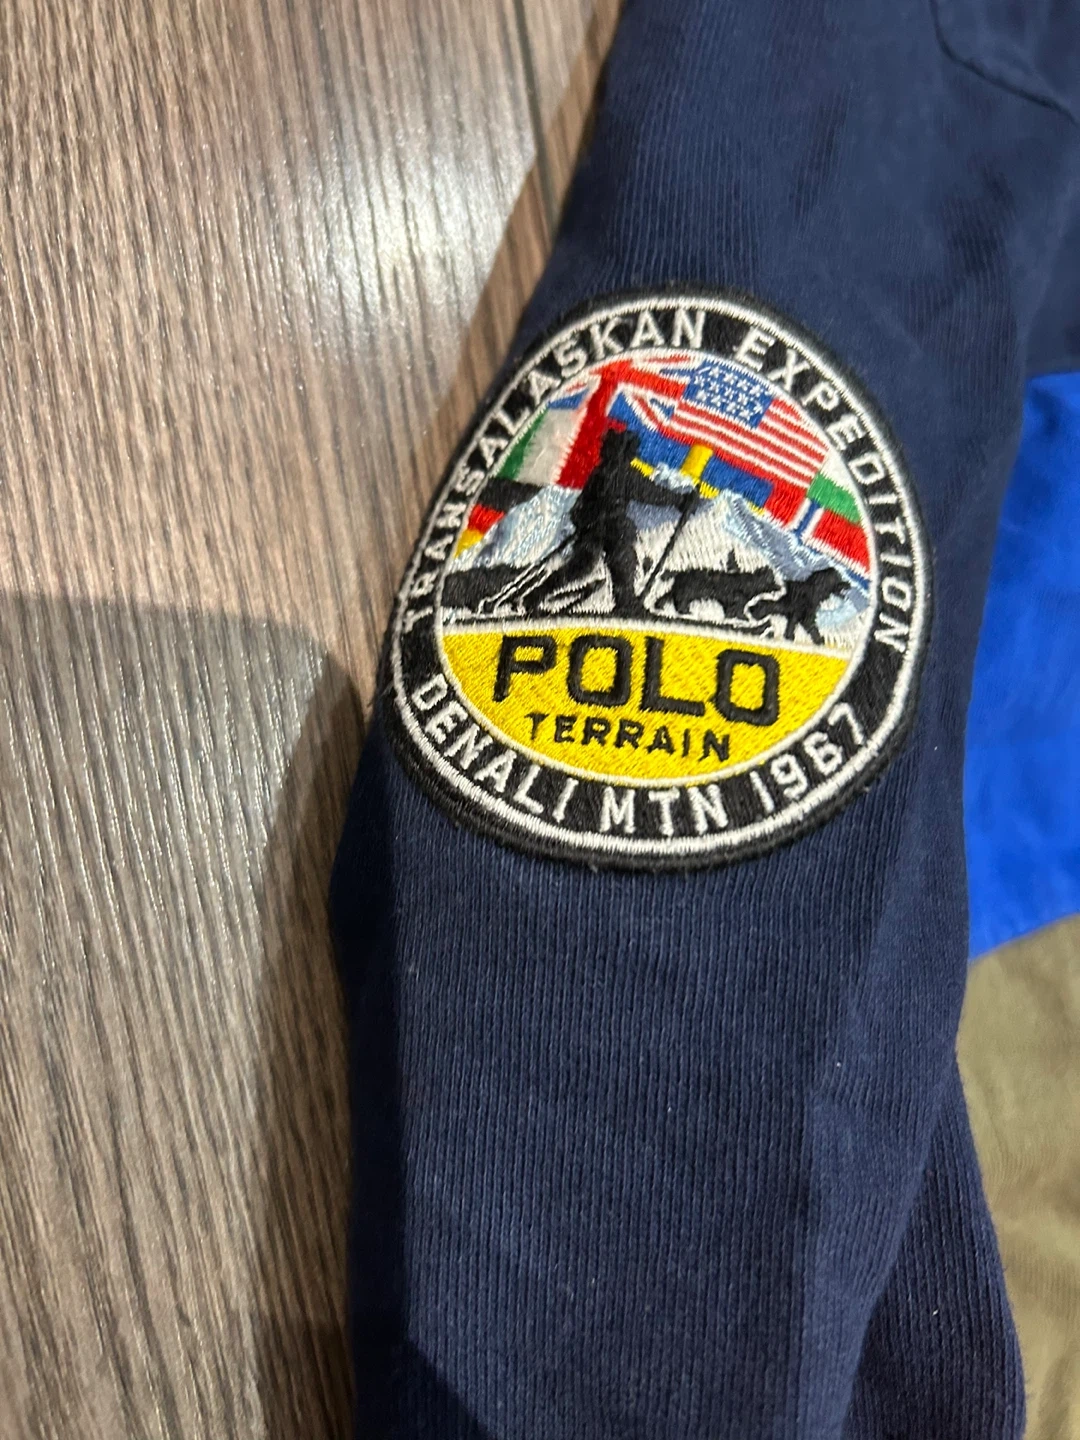 TRANSALASKAN EXPEDITION
POLO
TERRAIN
DENALI MTN 1967